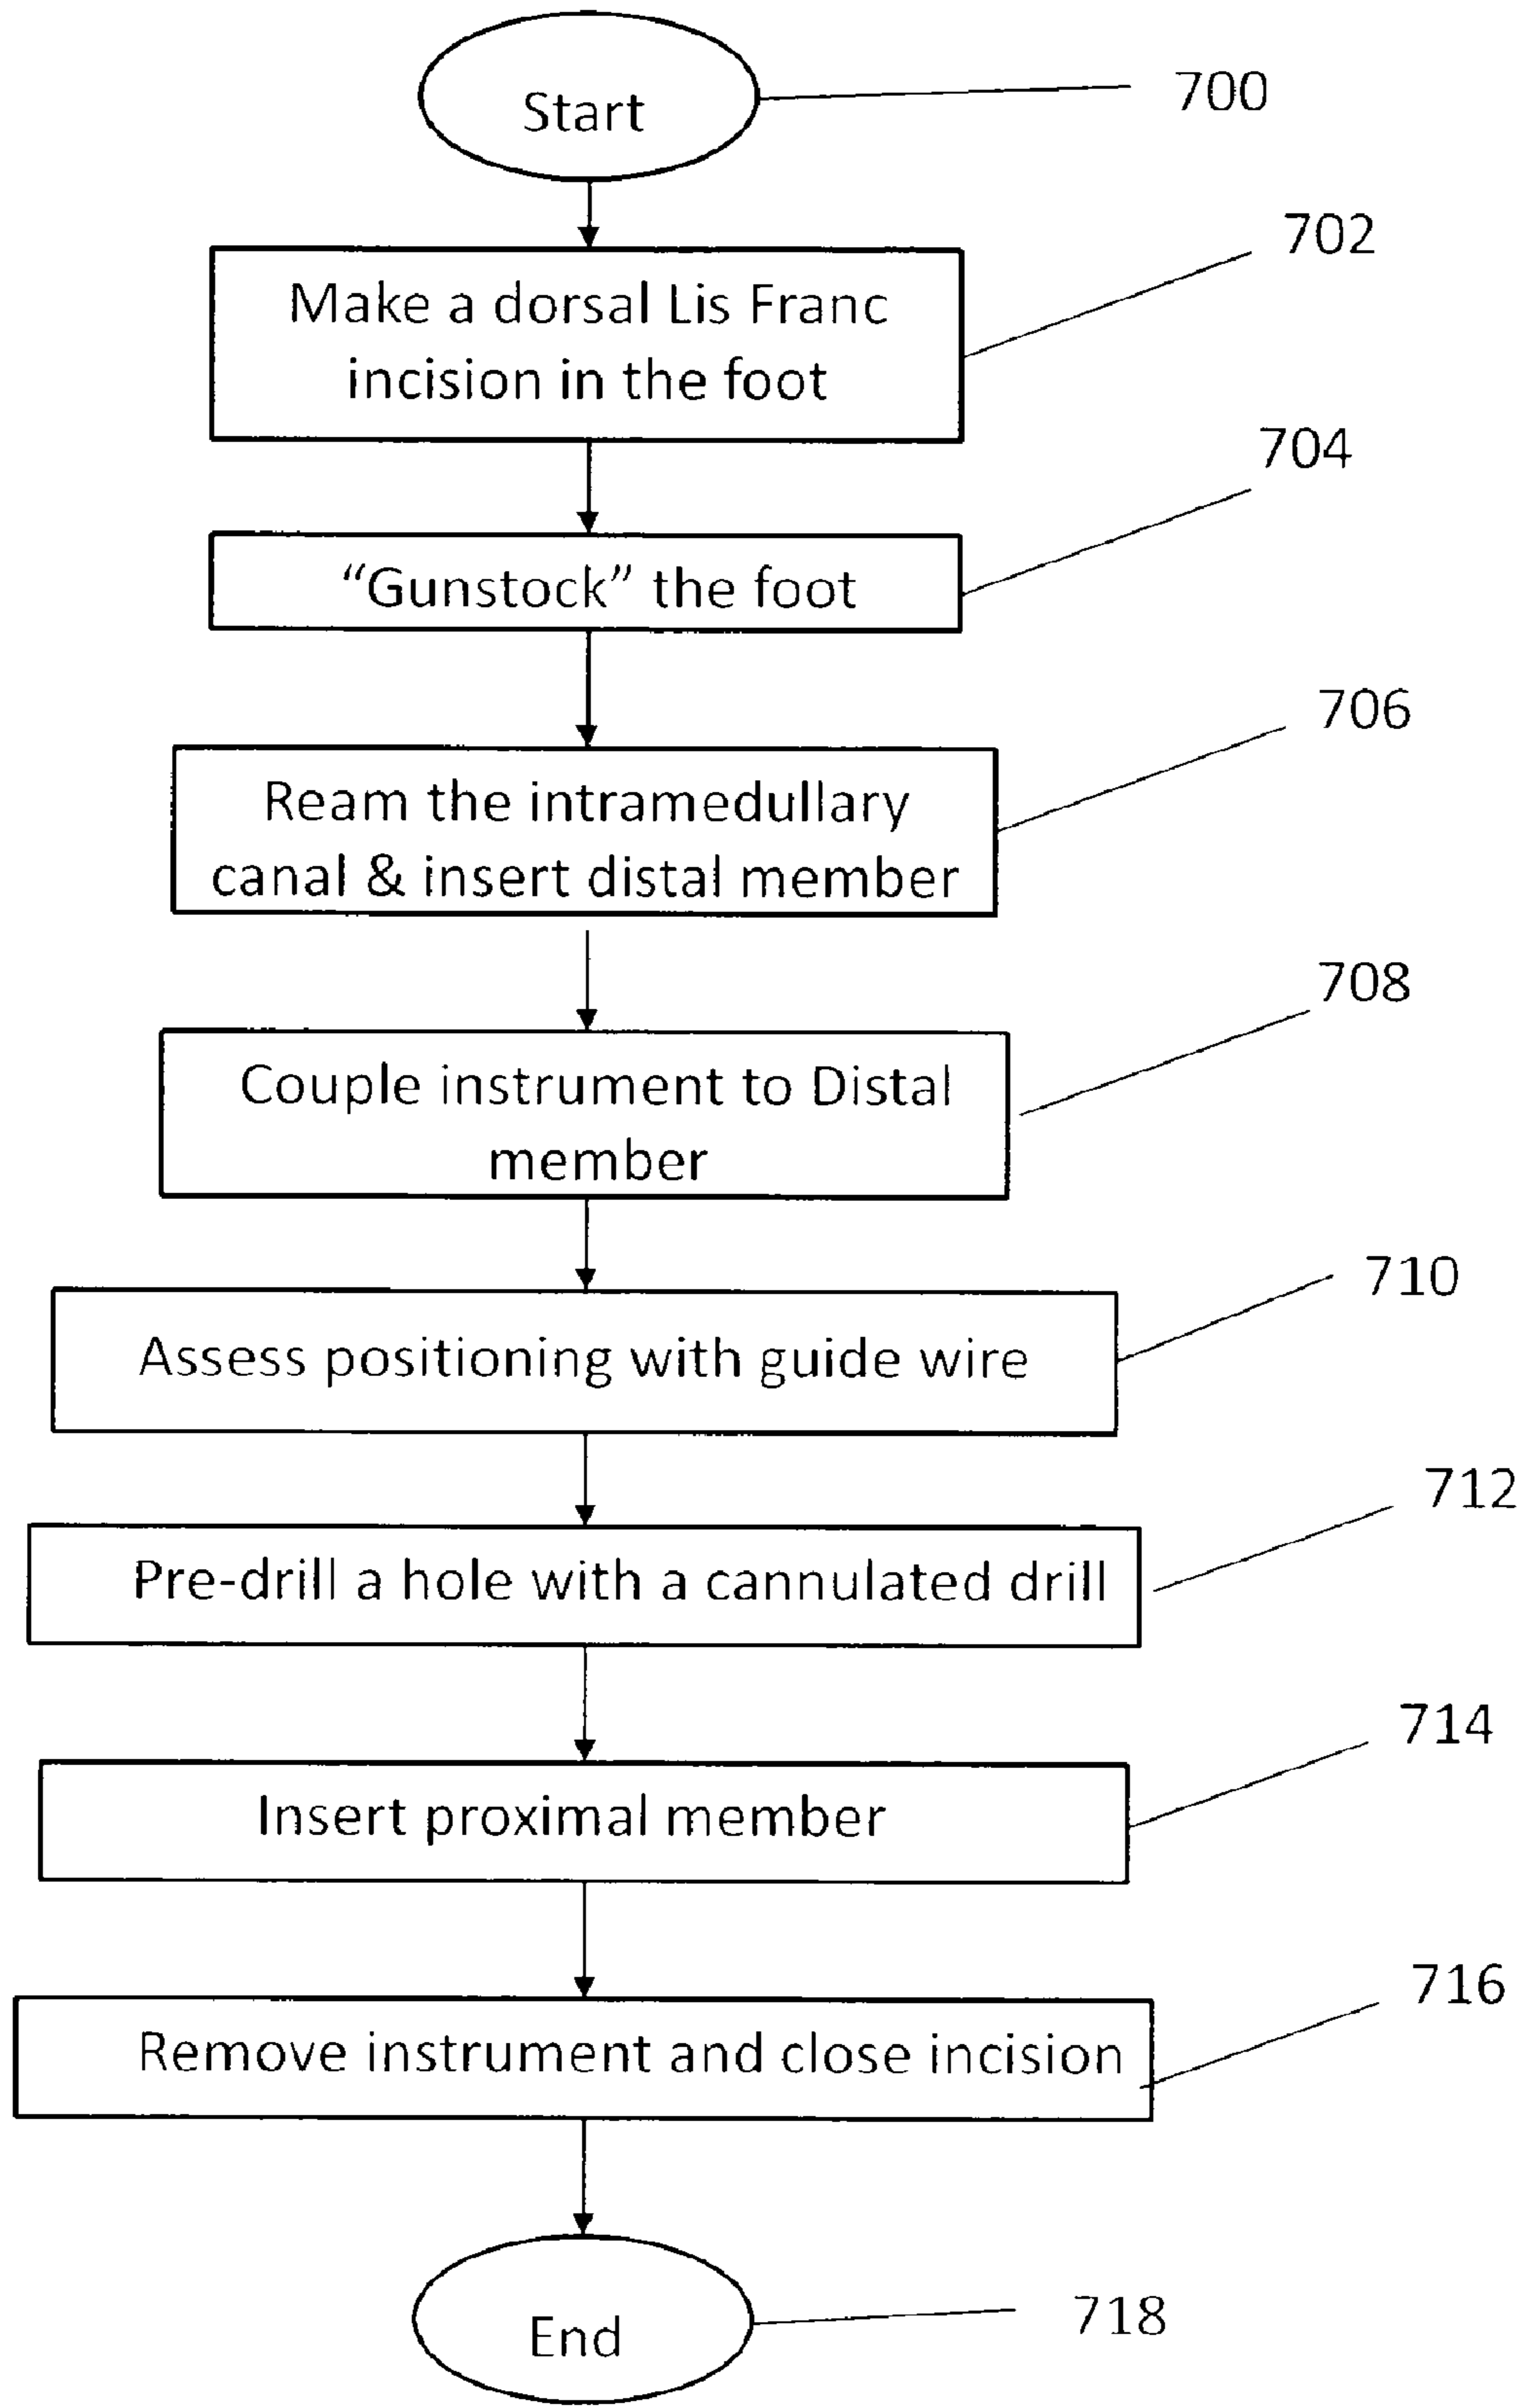 Start
700
702
Make a dorsal Lis Franc
incision in the foot
704
“Gunstock” the foot
706
Ream the intramedullary
canal & insert distal member
708
Couple instrument to Distal
member
710
Assess positioning with guide wire
712
Pre-drill a hole with a cannulated drill
714
Insert proximal member
716
Remove instrument and close incision
End
718